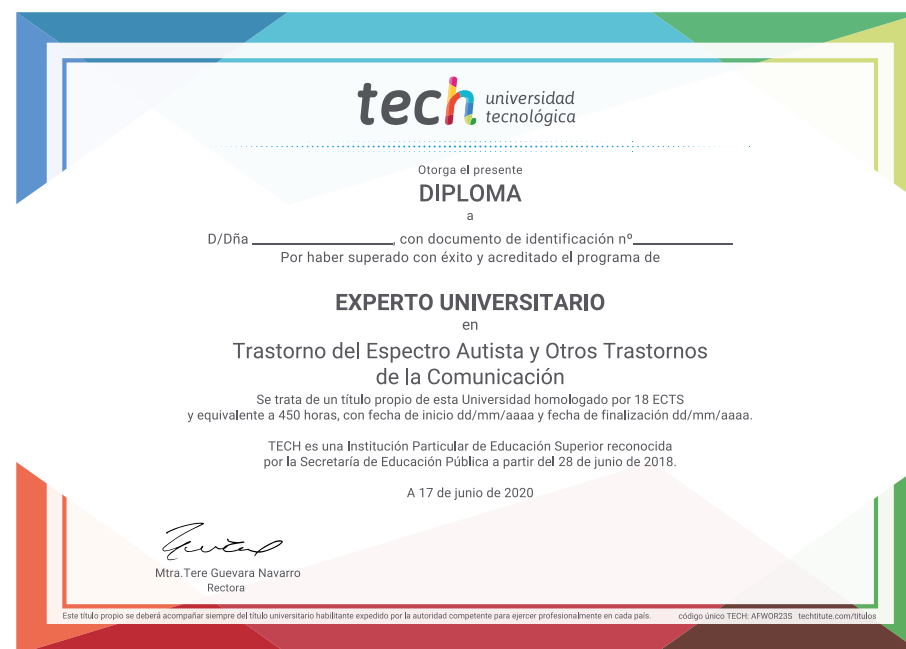 tech universidad
tecnológica
Otorga el presente
DIPLOMA
a
D/Dña ____________________, con documento de identificación nº______________
Por haber superado con éxito y acreditado el programa de
EXPERTO UNIVERSITARIO
en
Trastorno del Espectro Autista y Otros Trastornos
de la Comunicación
Se trata de un título propio de esta Universidad homologado por 18 ECTS
y equivalente a 450 horas, con fecha de inicio dd/mm/aaaa y fecha de finalización dd/mm/aaaa.
TECH es una Institución Particular de Educación Superior reconocida
por la Secretaría de Educación Pública a partir del 28 de junio de 2018.
A 17 de junio de 2020
Mtra.Tere Guevara Navarro
Rectora
Este título propio se deberá acompañar siempre del título universitario habilitante expedido por la autoridad competente para ejercer profesionalmente en cada país. código único TECH: AFWOR23S techtitute.com/titulos